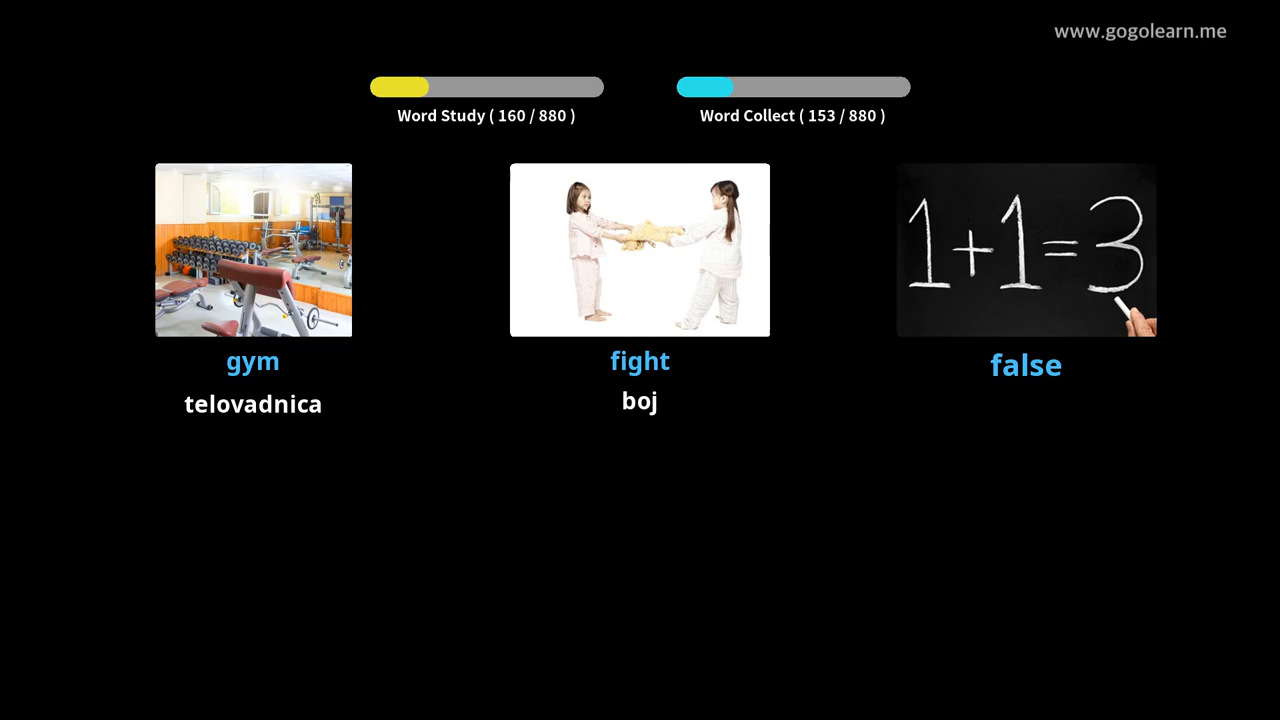 www.gogolearn.me
Word Study ( 160 / 880 )
Word Collect ( 153 / 880 )
1+1=3
gym
fight
false
telovadnica
boj